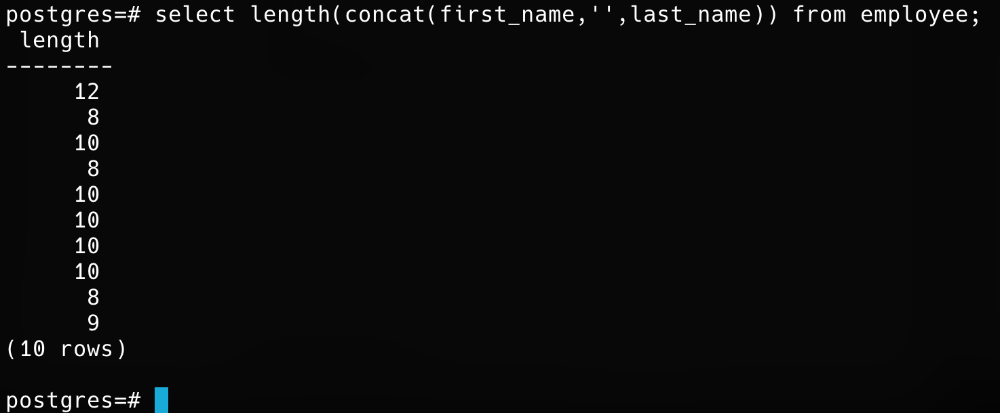 postgres=# select length(concat(first_name,'',last_name)) from employee;
 length
--------
     12
      8
     10
      8
     10
     10
     10
     10
      8
      9
(10 rows)

postgres=#